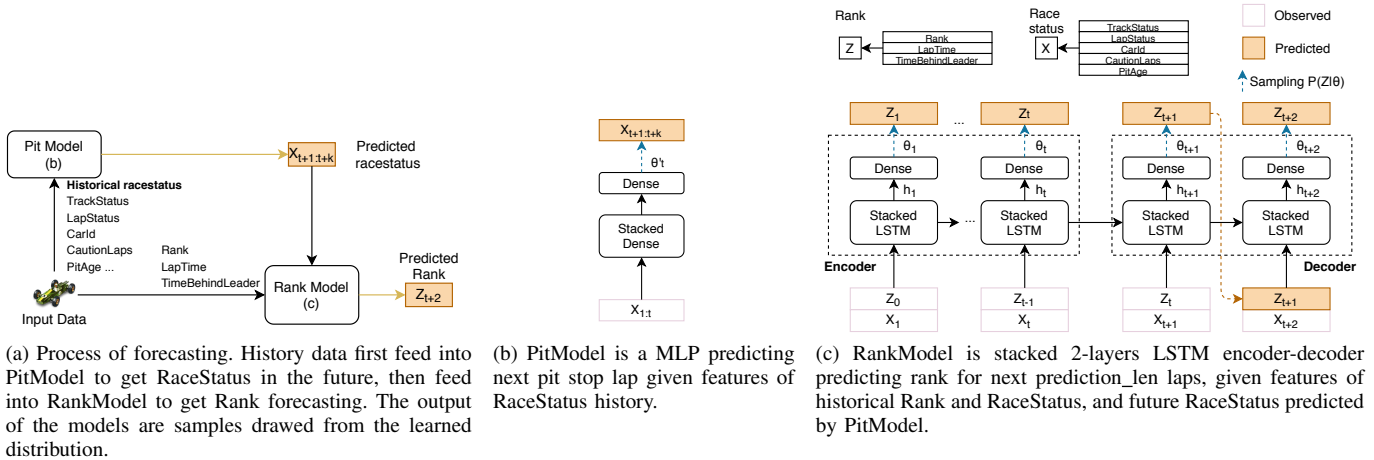 Pit Model
(b)
X_{t+1:t+k}
Predicted
racestatus
Historical racestatus
TrackStatus
LapStatus
CarId
CautionLaps
PitAge ...
Rank
LapTime
TimeBehindLeader
Input Data
Rank Model
(c)
Predicted
Rank
Z_{t+2}
(a) Process of forecasting. History data first feed into
PitModel to get RaceStatus in the future, then feed
into RankModel to get Rank forecasting. The output
of the models are samples drawed from the learned
distribution.
X_{t+1:t+k}
θ't
Dense
Stacked
Dense
X_{1:t}
(b) PitModel is a MLP predicting
next pit stop lap given features of
RaceStatus history.
Rank
Z
Rank
LapTime
TimeBehindLeader
Race
status
X
TrackStatus
LapStatus
CarId
CautionLaps
PitAge
Observed
Predicted
Sampling P(Z|θ)
Z_1 ... Z_t Z_{t+1} Z_{t+2}
θ_1 θ_t θ_{t+1} θ_{t+2}
Dense Dense Dense Dense
h_1 h_t h_{t+1} h_{t+2}
Stacked ... Stacked Stacked Stacked
LSTM LSTM LSTM LSTM
Encoder Decoder
Z_0 Z_{t-1} Z_t Z_{t+1}
X_1 X_t X_{t+1} X_{t+2}
(c) RankModel is stacked 2-layers LSTM encoder-decoder
predicting rank for next prediction_len laps, given features of
historical Rank and RaceStatus, and future RaceStatus predicted
by PitModel.